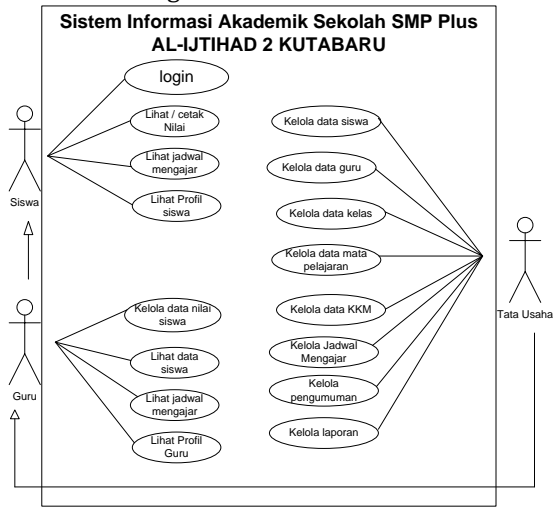 Sistem Informasi Akademik Sekolah SMP Plus
AL-IJTIHAD 2 KUTABARU
login
Lihat / cetak
Nilai
Lihat jadwal
mengajar
Lihat Profil
siswa
Siswa
Kelola data nilai
siswa
Lihat data
siswa
Lihat jadwal
mengajar
Lihat Profil
Guru
Guru
Kelola data siswa
Kelola data guru
Kelola data kelas
Kelola data mata
pelajaran
Kelola data KKM
Kelola Jadwal
Mengajar
Kelola
pengumuman
Kelola laporan
Tata Usaha